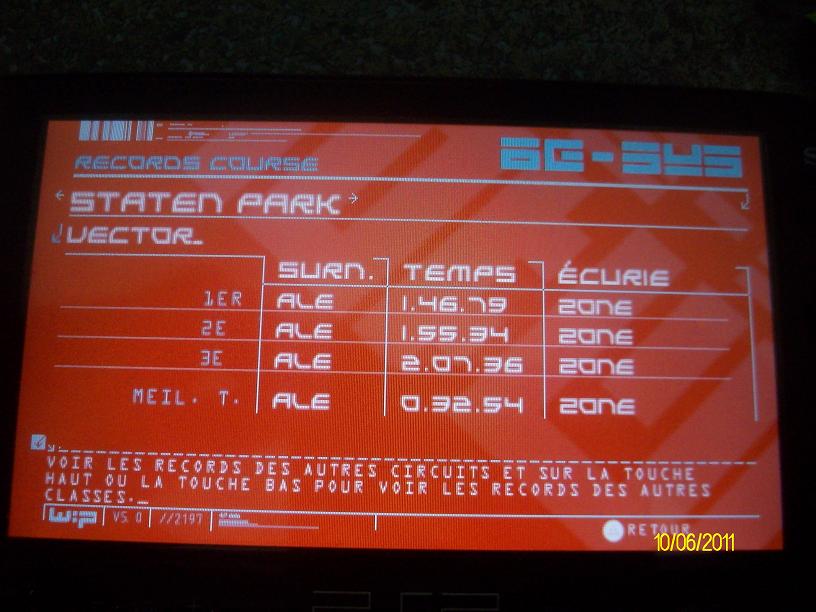 RECORDS COURSE
BG-SYS
STATEN PARK
VECTOR_
SURN. TEMPS ÉCURIE
1ER ALE 1.46.79 ZONE
2E ALE 1.55.34 ZONE
3E ALE 2.07.36 ZONE
MEIL. T. ALE 0.32.54 ZONE
VOIR LES RECORDS DES AUTRES CIRCUITS ET SUR LA TOUCHE
HAUT OU LA TOUCHE BAS POUR VOIR LES RECORDS DES AUTRES
CLASSES._
W:P V5.0 //2197
RETOUR
10/06/2011